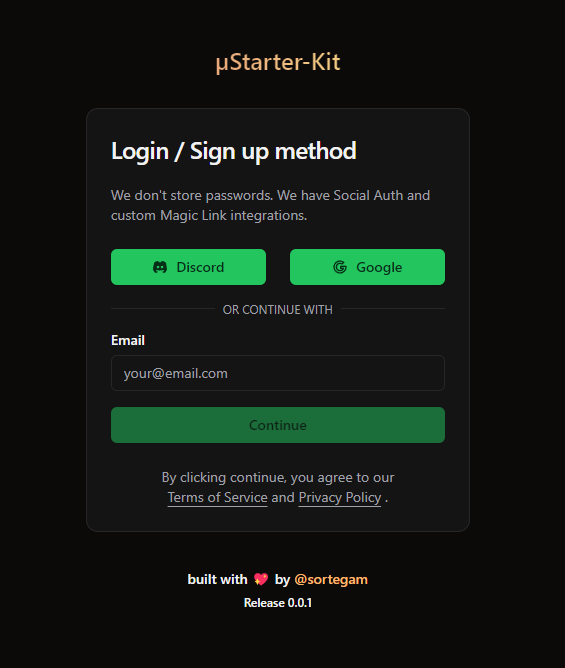 µStarter-Kit
Login / Sign up method
We don't store passwords. We have Social Auth and
custom Magic Link integrations.
Discord
Google
OR CONTINUE WITH
Email
your@email.com
Continue
By clicking continue, you agree to our
Terms of Service and Privacy Policy .
built with 💖 by @sortegam
Release 0.0.1